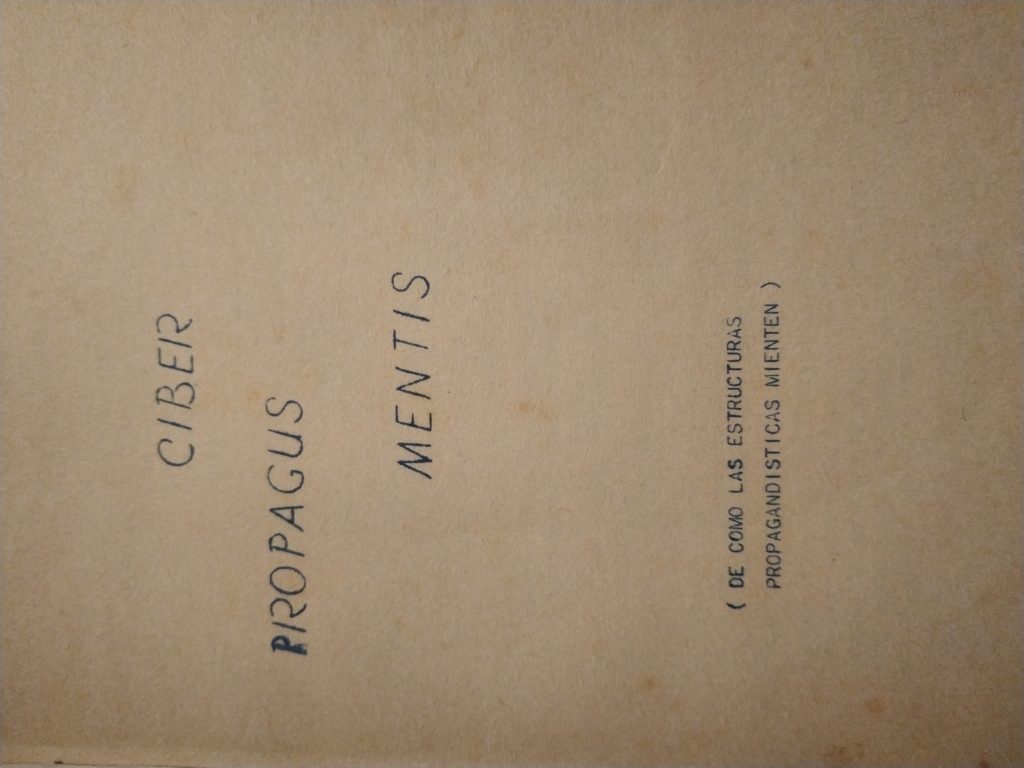 CIBER
PROPAGUS
MENTIS
( DE COMO LAS ESTRUCTURAS
PROPAGANDISTICAS MIENTEN )